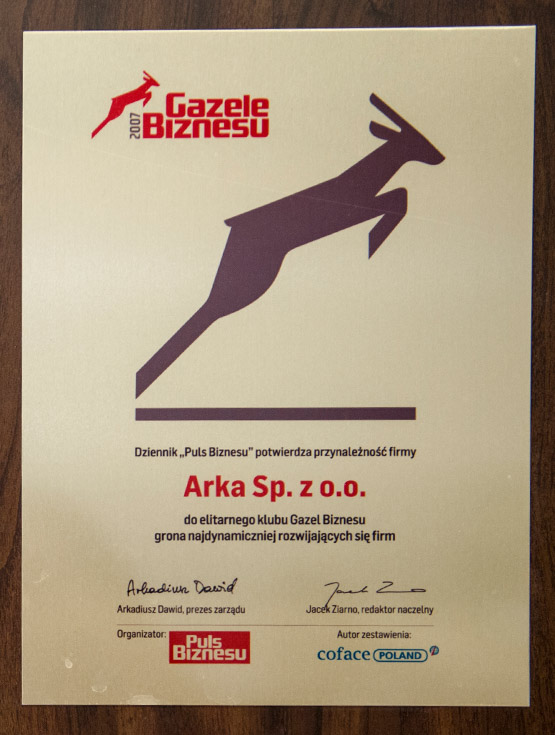 2007
Gazele
Biznesu
Dziennik „Puls Biznesu” potwierdza przynależność firmy
Arka Sp. z o.o.
do elitarnego klubu Gazel Biznesu
grona najdynamiczniej rozwijających się firm
Arkadiusz Dawid
Arkadiusz Dawid, prezes zarządu
Jacek Ziarno, redaktor naczelny
Organizator:
Puls
Biznesu
Autor zestawienia:
coface POLAND